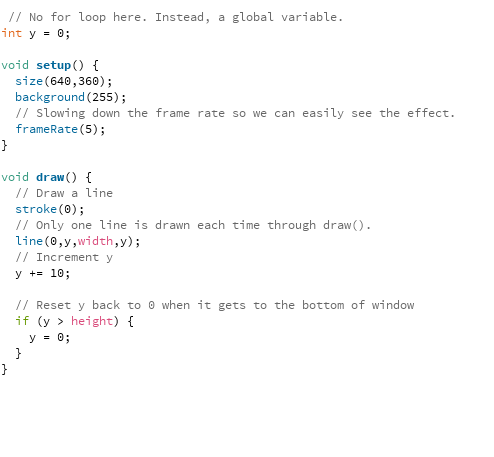 // No for loop here. Instead, a global variable.
int y = 0;

void setup() {
  size(640,360);
  background(255);
  // Slowing down the frame rate so we can easily see the effect.
  frameRate(5);
}

void draw() {
  // Draw a line
  stroke(0);
  // Only one line is drawn each time through draw().
  line(0,y,width,y);
  // Increment y
  y += 10;

  // Reset y back to 0 when it gets to the bottom of window
  if (y > height) {
    y = 0;
  }
}